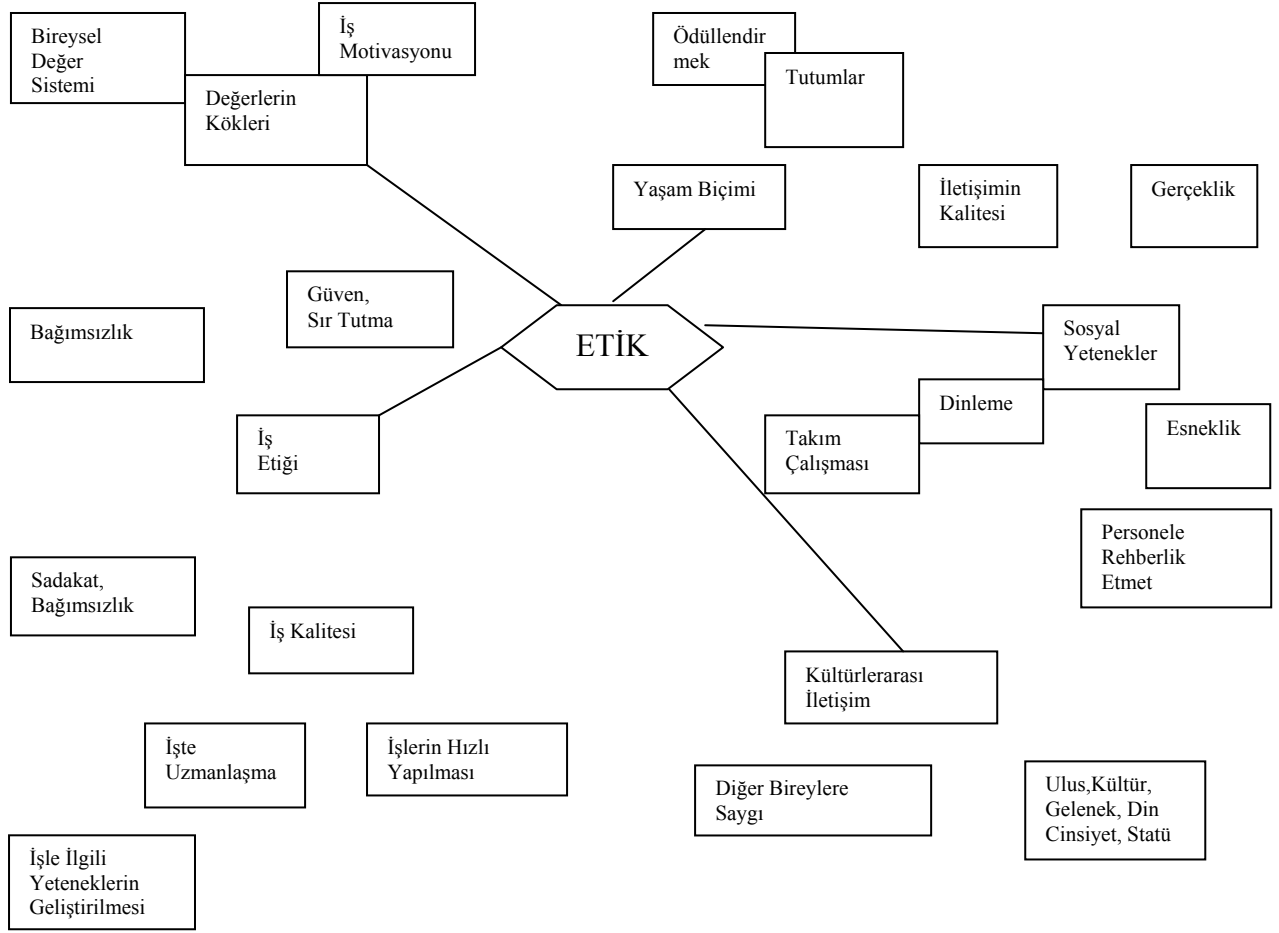 Bireysel
Değer
Sistemi
İş
Motivasyonu
Değerlerin
Kökleri
Ödüllendir
mek
Tutumlar
Yaşam Biçimi
İletişimin
Kalitesi
Gerçeklik
Güven,
Sır Tutma
Bağımsızlık
ETİK
Sosyal
Yetenekler
Dinleme
Takım
Çalışması
Esneklik
İş
Etiği
Personele
Rehberlik
Etmet
Sadakat,
Bağımsızlık
İş Kalitesi
Kültürlerarası
İletişim
İşte
Uzmanlaşma
İşlerin Hızlı
Yapılması
Diğer Bireylere
Saygı
Ulus,Kültür,
Gelenek, Din
Cinsiyet, Statü
İşle İlgili
Yeteneklerin
Geliştirilmesi